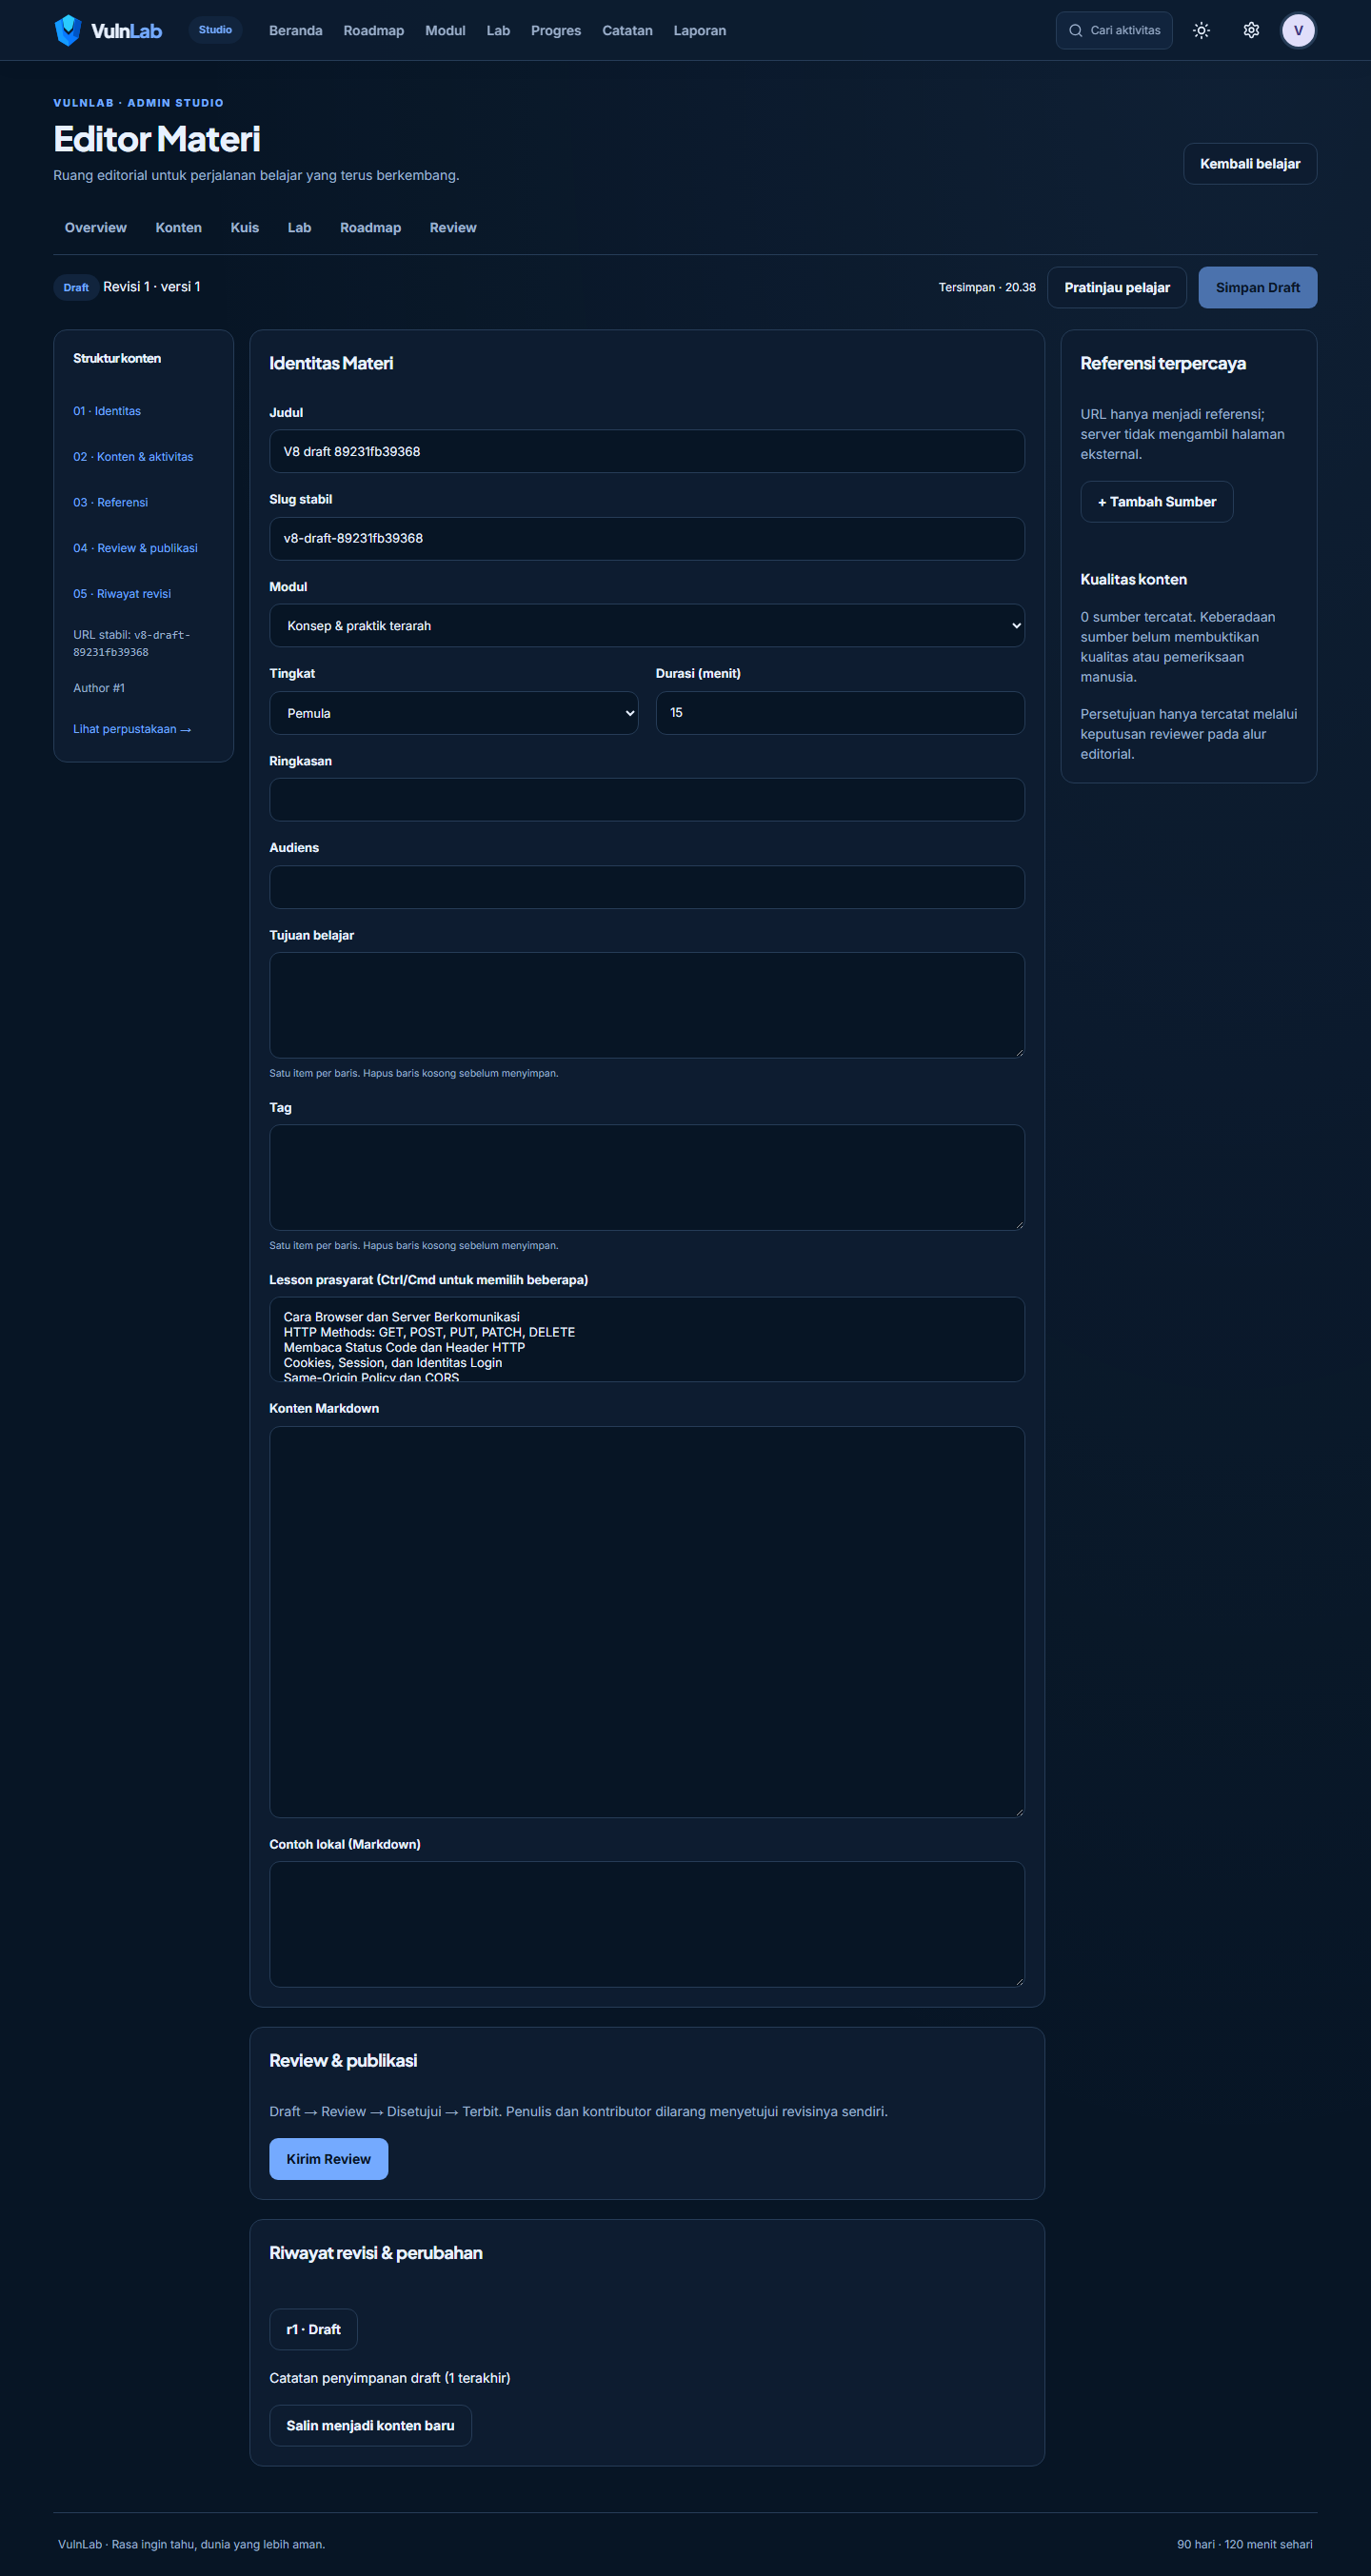 VulnLab
Studio
Beranda
Roadmap
Modul
Lab
Progres
Catatan
Laporan
Cari aktivitas
V
VULNLAB · ADMIN STUDIO
Editor Materi
Ruang editorial untuk perjalanan belajar yang terus berkembang.
Kembali belajar
Overview
Konten
Kuis
Lab
Roadmap
Review
Draft
Revisi 1 · versi 1
Tersimpan · 20.38
Pratinjau pelajar
Simpan Draft
Struktur konten
01 · Identitas
02 · Konten & aktivitas
03 · Referensi
04 · Review & publikasi
05 · Riwayat revisi
URL stabil: v8-draft-
89231fb39368
Author #1
Lihat perpustakaan →
Identitas Materi
Judul
V8 draft 89231fb39368
Slug stabil
v8-draft-89231fb39368
Modul
Konsep & praktik terarah
Tingkat
Pemula
Durasi (menit)
15
Ringkasan
Audiens
Tujuan belajar
Satu item per baris. Hapus baris kosong sebelum menyimpan.
Tag
Satu item per baris. Hapus baris kosong sebelum menyimpan.
Lesson prasyarat (Ctrl/Cmd untuk memilih beberapa)
Cara Browser dan Server Berkomunikasi
HTTP Methods: GET, POST, PUT, PATCH, DELETE
Membaca Status Code dan Header HTTP
Cookies, Session, dan Identitas Login
Same-Origin Policy dan CORS
Konten Markdown
Contoh lokal (Markdown)
Review & publikasi
Draft → Review → Disetujui → Terbit. Penulis dan kontributor dilarang menyetujui revisinya sendiri.
Kirim Review
Riwayat revisi & perubahan
r1 · Draft
Catatan penyimpanan draft (1 terakhir)
Salin menjadi konten baru
Referensi terpercaya
URL hanya menjadi referensi;
server tidak mengambil halaman
eksternal.
+ Tambah Sumber
Kualitas konten
0 sumber tercatat. Keberadaan
sumber belum membuktikan
kualitas atau pemeriksaan
manusia.
Persetujuan hanya tercatat melalui
keputusan reviewer pada alur
editorial.
VulnLab · Rasa ingin tahu, dunia yang lebih aman.
90 hari · 120 menit sehari